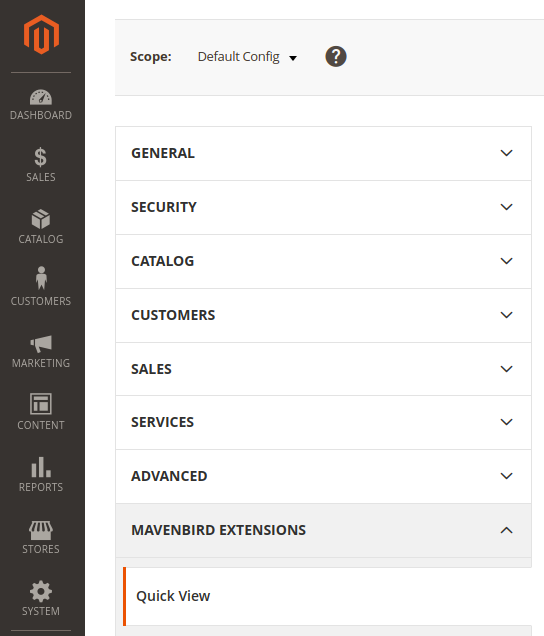 Scope: Default Config ?
DASHBOARD
SALES
CATALOG
CUSTOMERS
MARKETING
CONTENT
REPORTS
STORES
SYSTEM
GENERAL
SECURITY
CATALOG
CUSTOMERS
SALES
SERVICES
ADVANCED
MAVENBIRD EXTENSIONS
Quick View